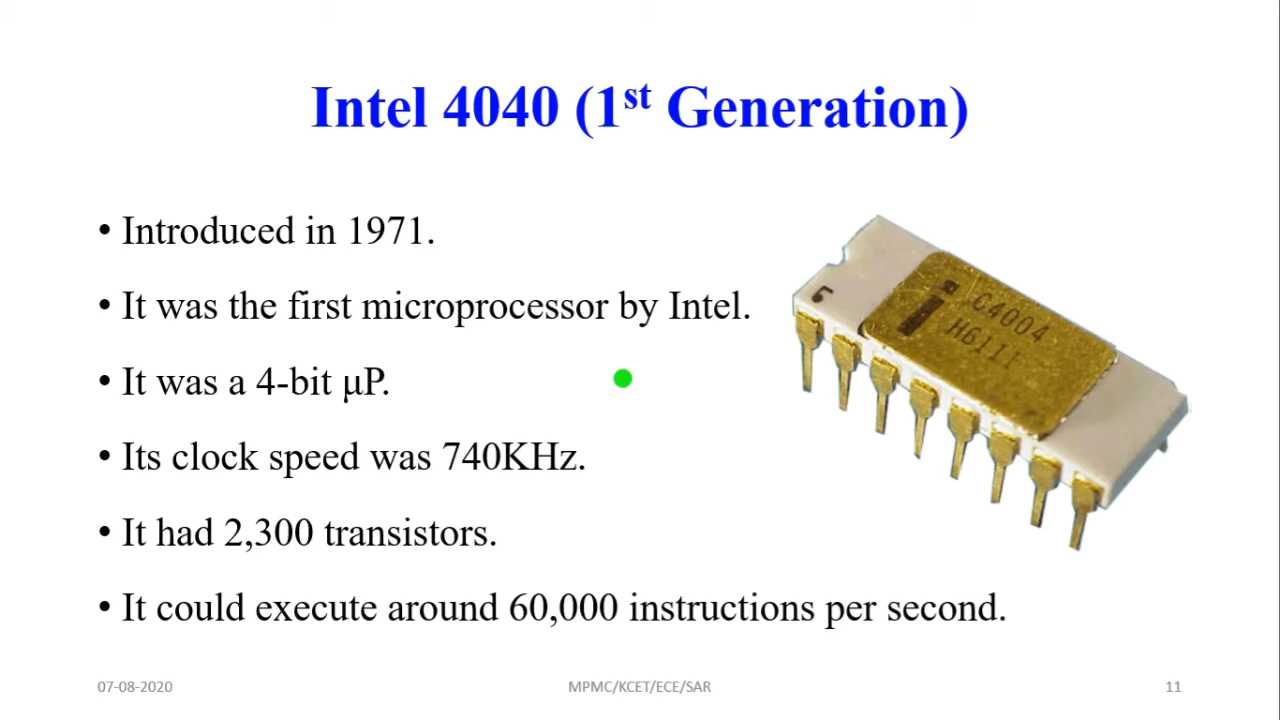 Intel 4040 (1st Generation)
• Introduced in 1971.
• It was the first microprocessor by Intel.
• It was a 4-bit µP.
• Its clock speed was 740KHz.
• It had 2,300 transistors.
• It could execute around 60,000 instructions per second.
C4004
H6111
07-08-2020
MPMC/KCET/ECE/SAR
11